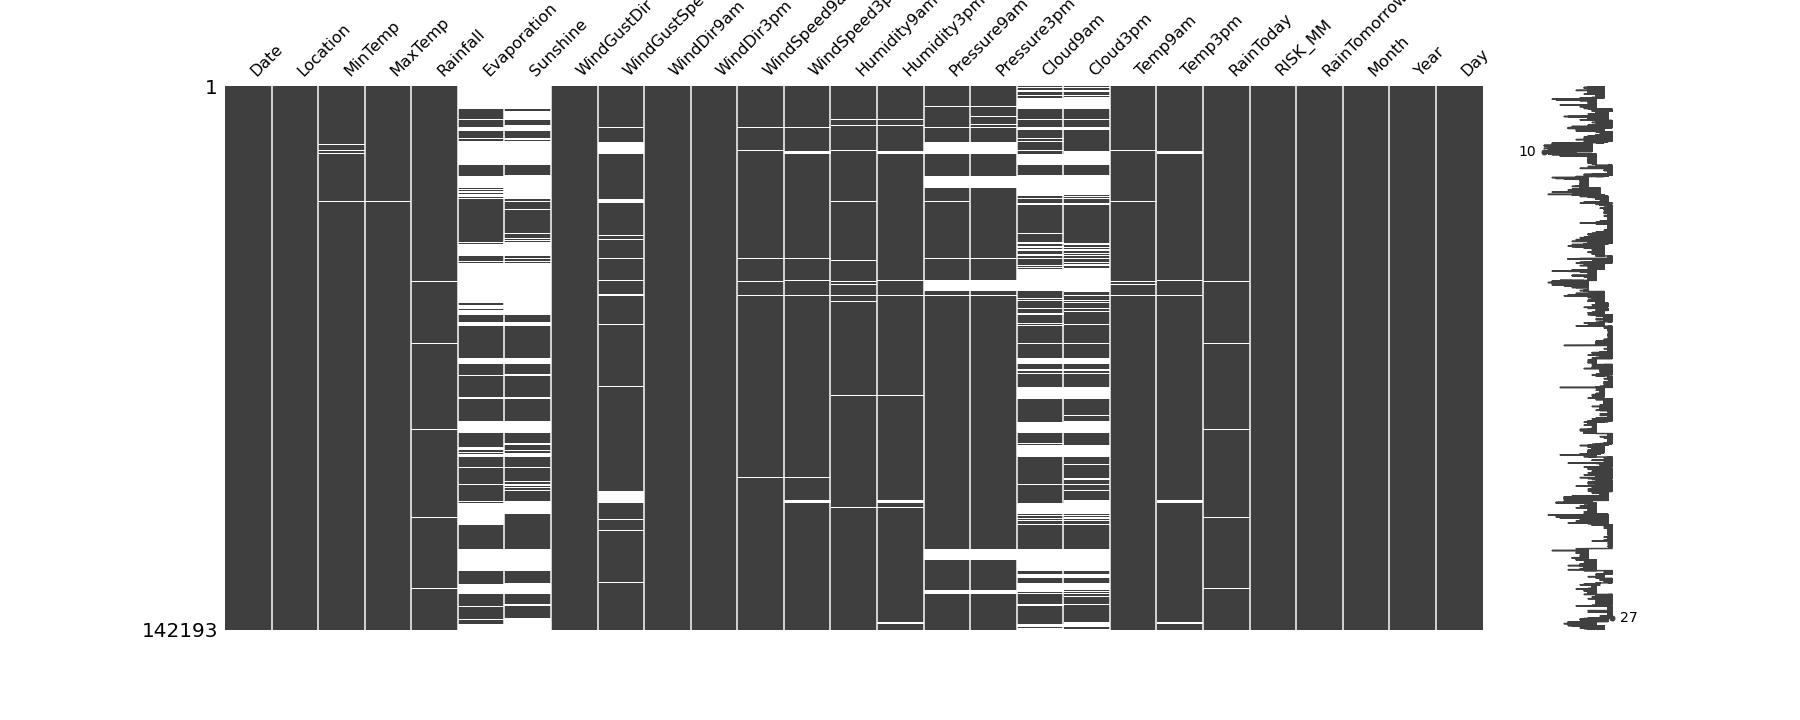 Date
Location
MinTemp
MaxTemp
Rainfall
Evaporation
Sunshine
WindGustDir
WindGustSpe
WindDir9am
WindDir3pm
WindSpeed9a
WindSpeed3p
Humidity9am
Humidity3pm
Pressure9am
Pressure3pm
Cloud9am
Cloud3pm
Temp9am
Temp3pm
RainToday
RISK_MM
RainTomorrow
Month
Year
Day
1
10
27
142193